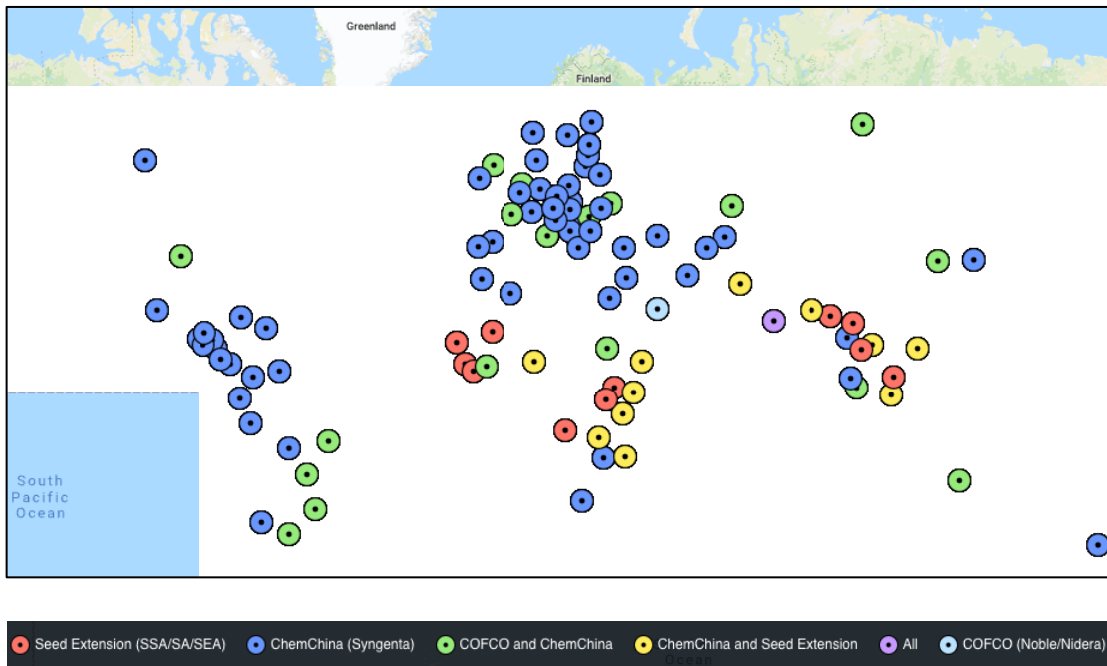 Greenland
Finland
South
Pacific
Ocean
Seed Extension (SSA/SA/SEA) ChemChina (Syngenta) COFCO and ChemChina ChemChina and Seed Extension All COFCO (Noble/Nidera)
Ocean